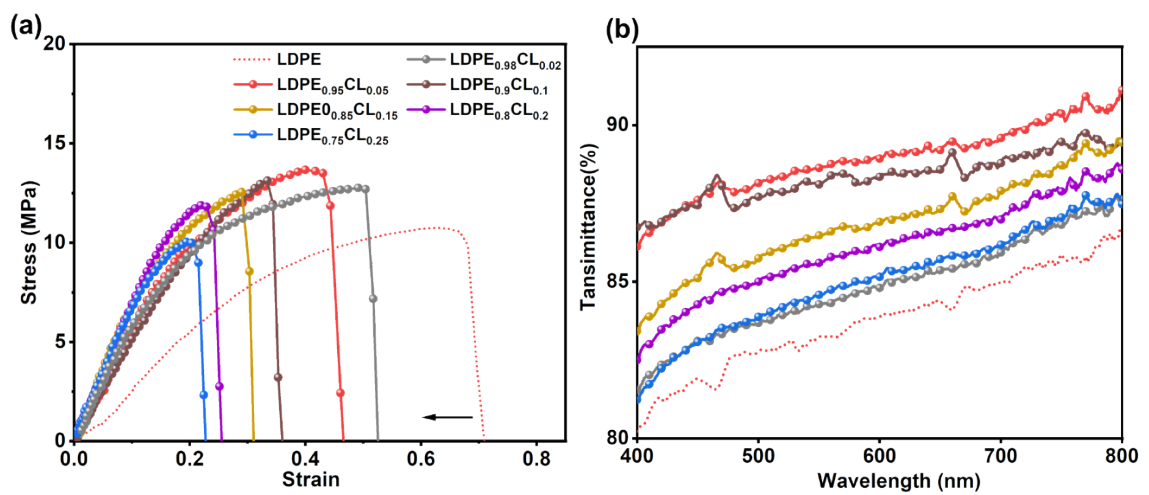 (a)
20
15
10
5
0
0.0 0.2 0.4 0.6 0.8
Stress (MPa)
Strain
LDPE
LDPE0.98CL0.02
LDPE0.95CL0.05
LDPE0.9CL0.1
LDPE00.85CL0.15
LDPE0.8CL0.2
LDPE0.75CL0.25
(b)
90
85
80
400 500 600 700 800
Tansimittance(%)
Wavelength (nm)